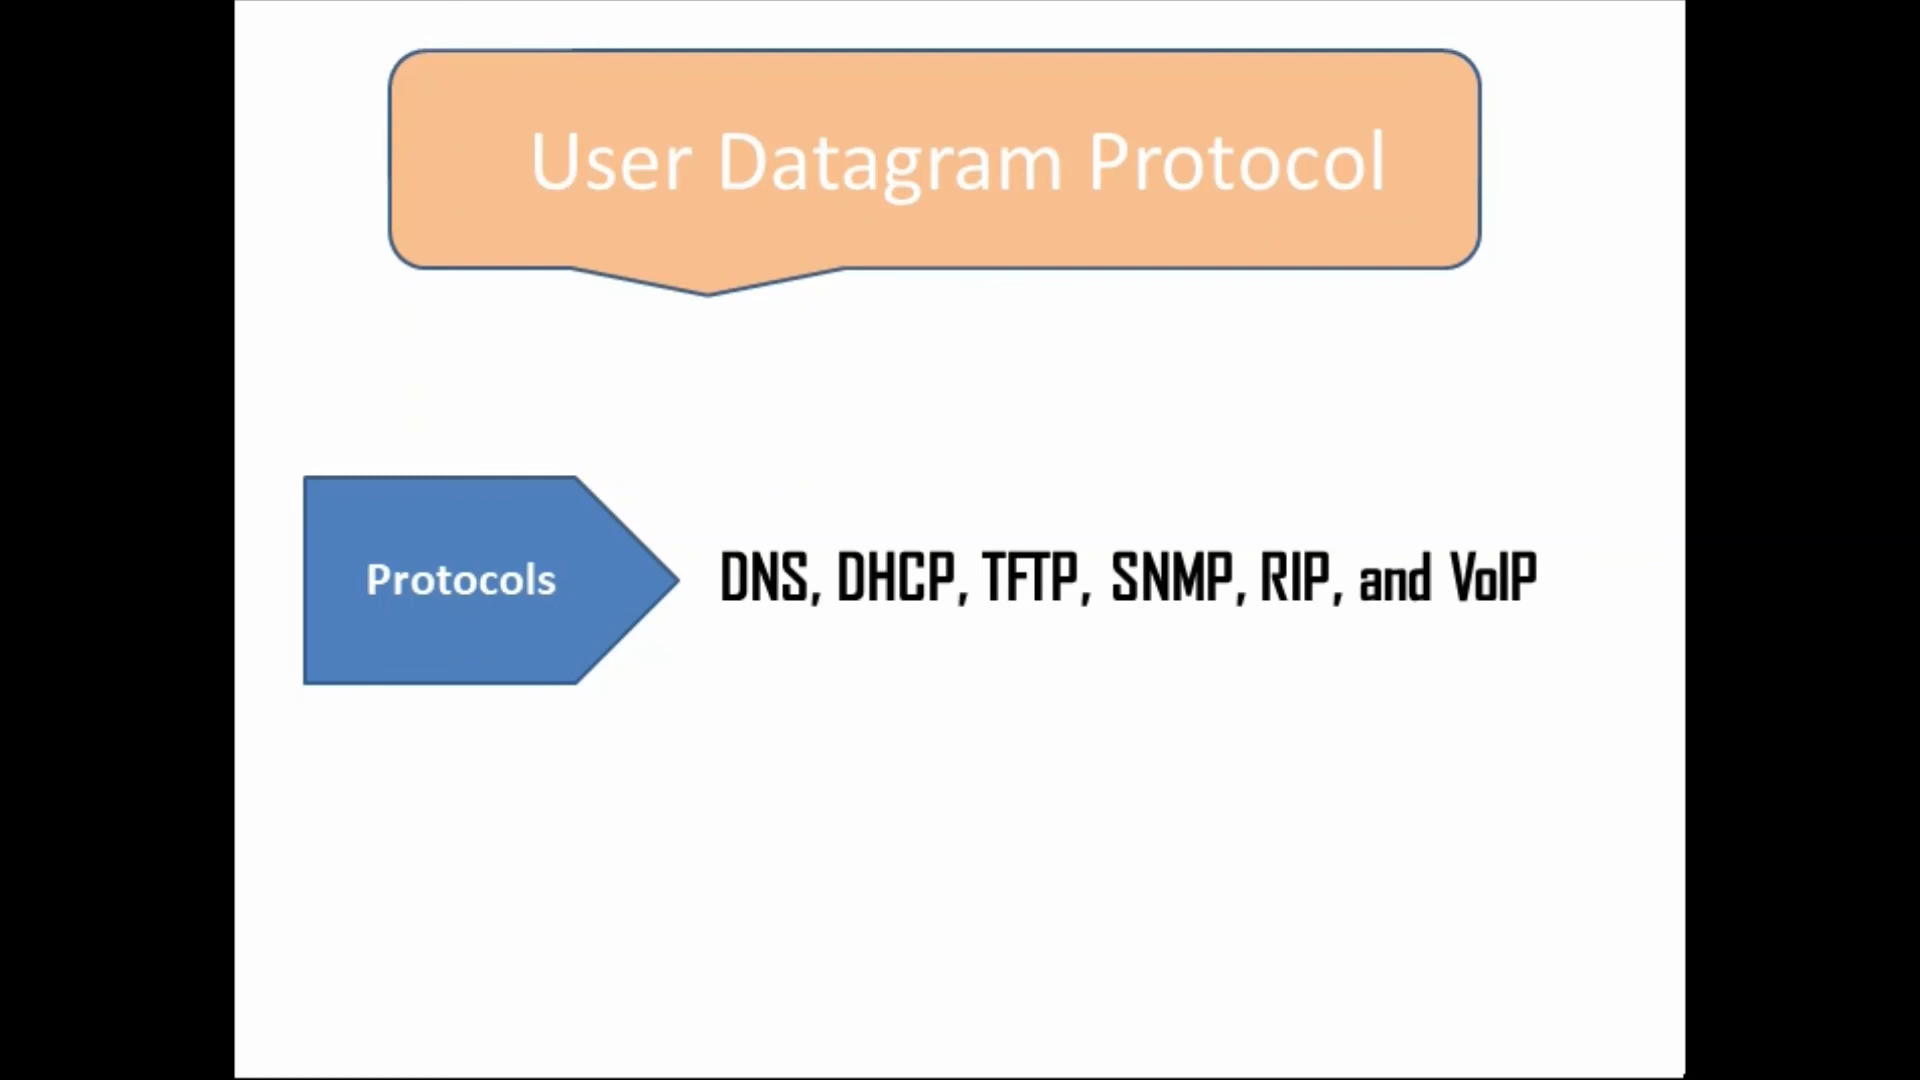 User Datagram Protocol
Protocols
DNS, DHCP, TFTP, SNMP, RIP, and VoIP